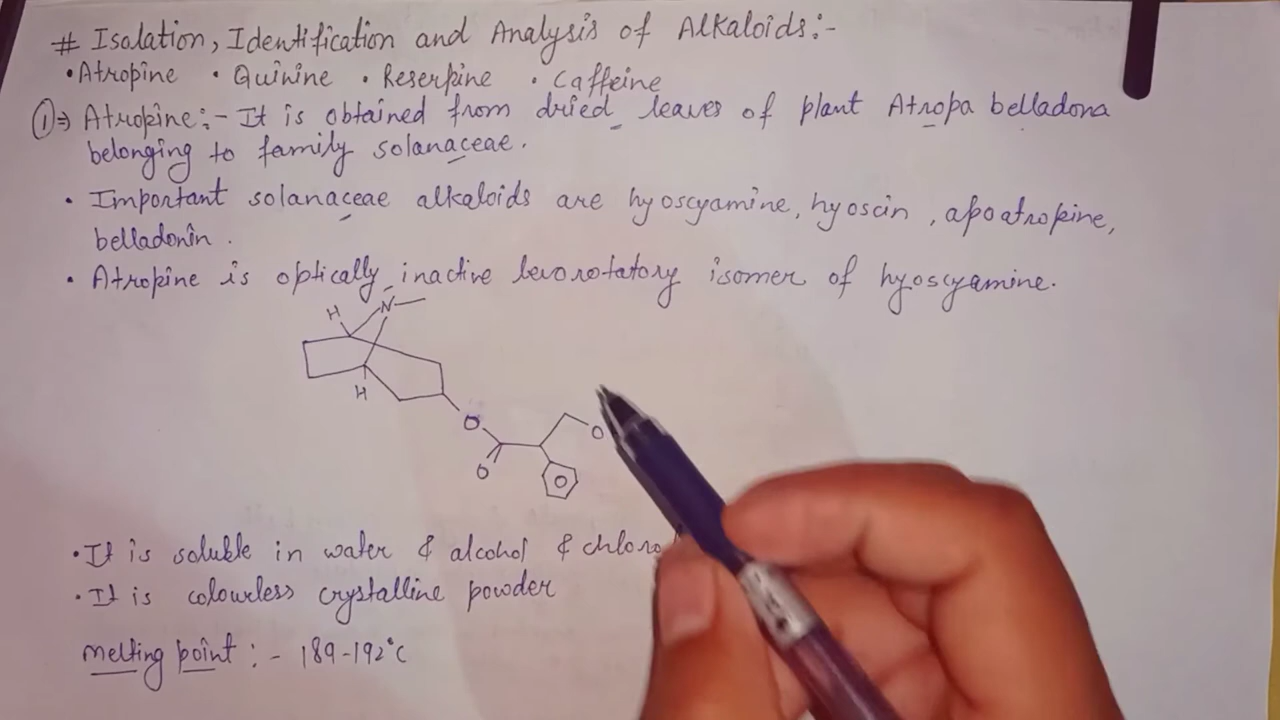 # Isolation, Identification and Analysis of Alkaloids:-
• Atropine • Quinine • Reserpine • Caffeine
① ⇒ Atropine:- It is obtained from dried leaves of plant Atropa belladona
belonging to family solanaceae.
• Important solanaceae alkaloids are hyoscyamine, hyoscin, apoatropine,
belladonin.
• Atropine is optically inactive levorotatory isomer of hyoscyamine.
H N
H
O
O O
O
• It is soluble in water & alcohol & chloro
• It is colourless crystalline powder
melting point :- 189-192°C